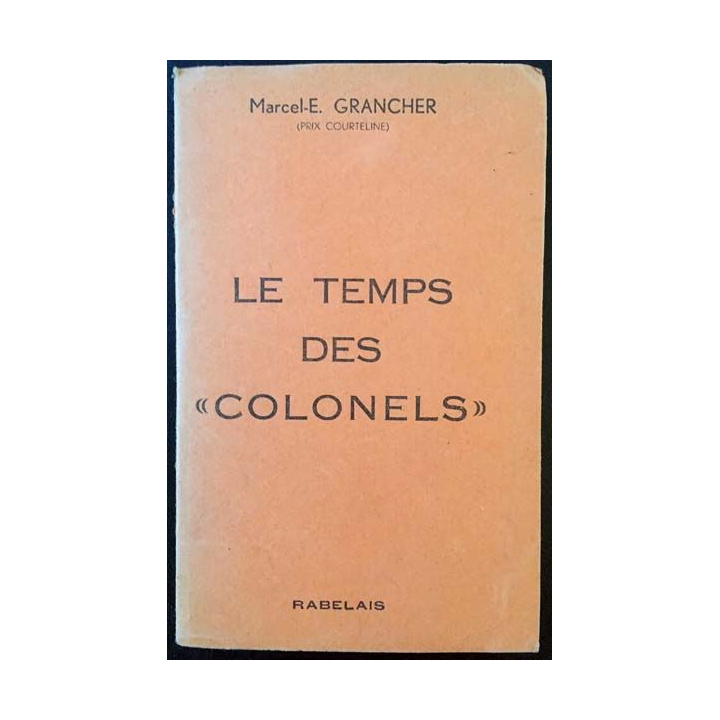 Marcel-E. GRANCHER
(PRIX COURTELINE)
LE TEMPS
DES
« COLONELS »
RABELAIS